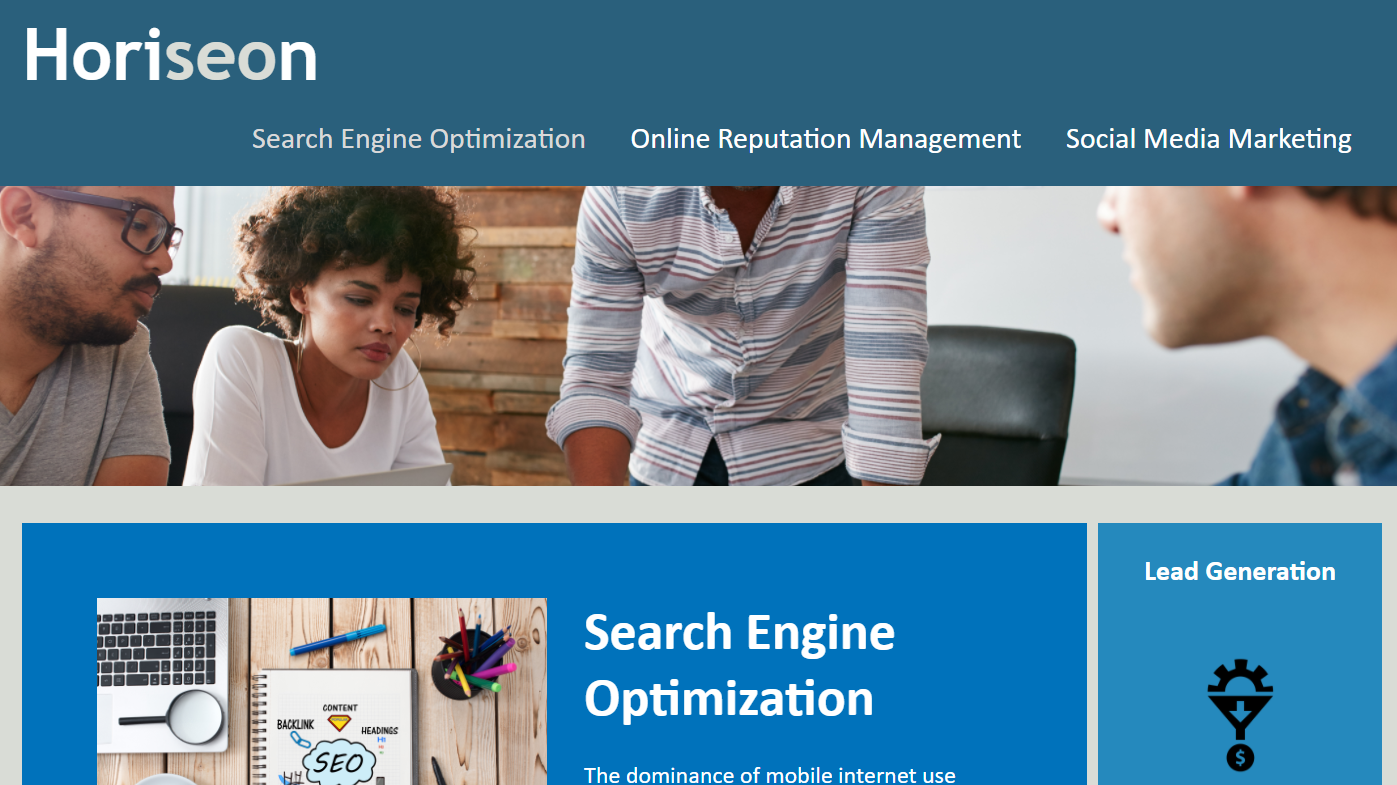 Horiseon
Search Engine Optimization Online Reputation Management Social Media Marketing
Search Engine
Optimization
The dominance of mobile internet use
CONTENT
BACKLINK
HEADINGS
H1
SEO
Lead Generation
$